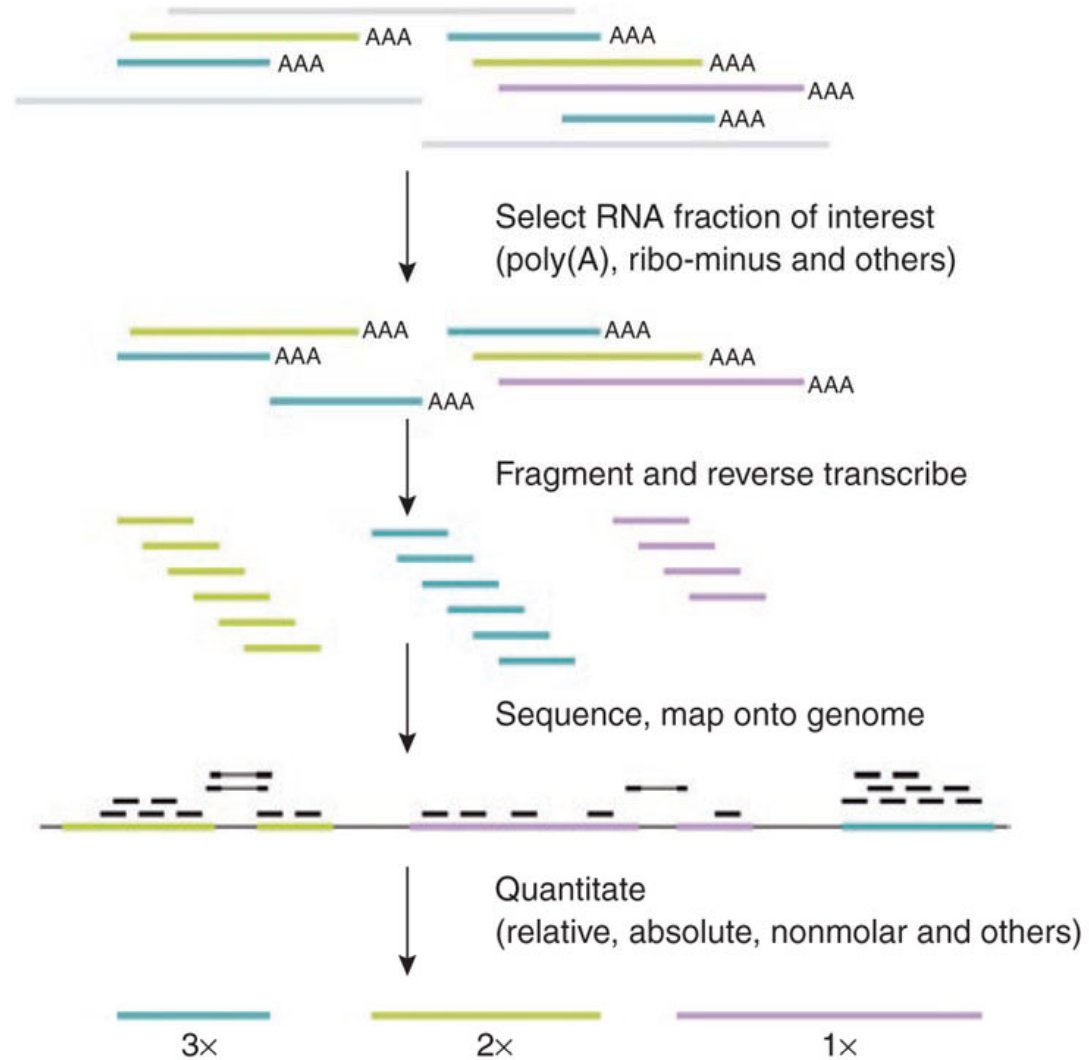 AAA
AAA
AAA
AAA
AAA
AAA
Select RNA fraction of interest
(poly(A), ribo-minus and others)
AAA
AAA
AAA
AAA
AAA
AAA
Fragment and reverse transcribe
Sequence, map onto genome
Quantitate
(relative, absolute, nonmolar and others)
3×
2×
1×